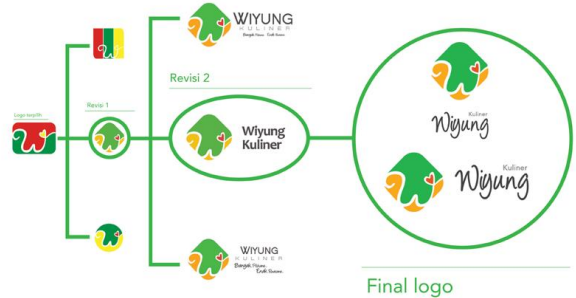 WIYUNG
KULINER
Revisi 2
Logo terpilih
Revisi 1
Wiyung
Kuliner
Kuliner
Wiyung
Kuliner
Wiyung
WIYUNG
KULINER
Final logo